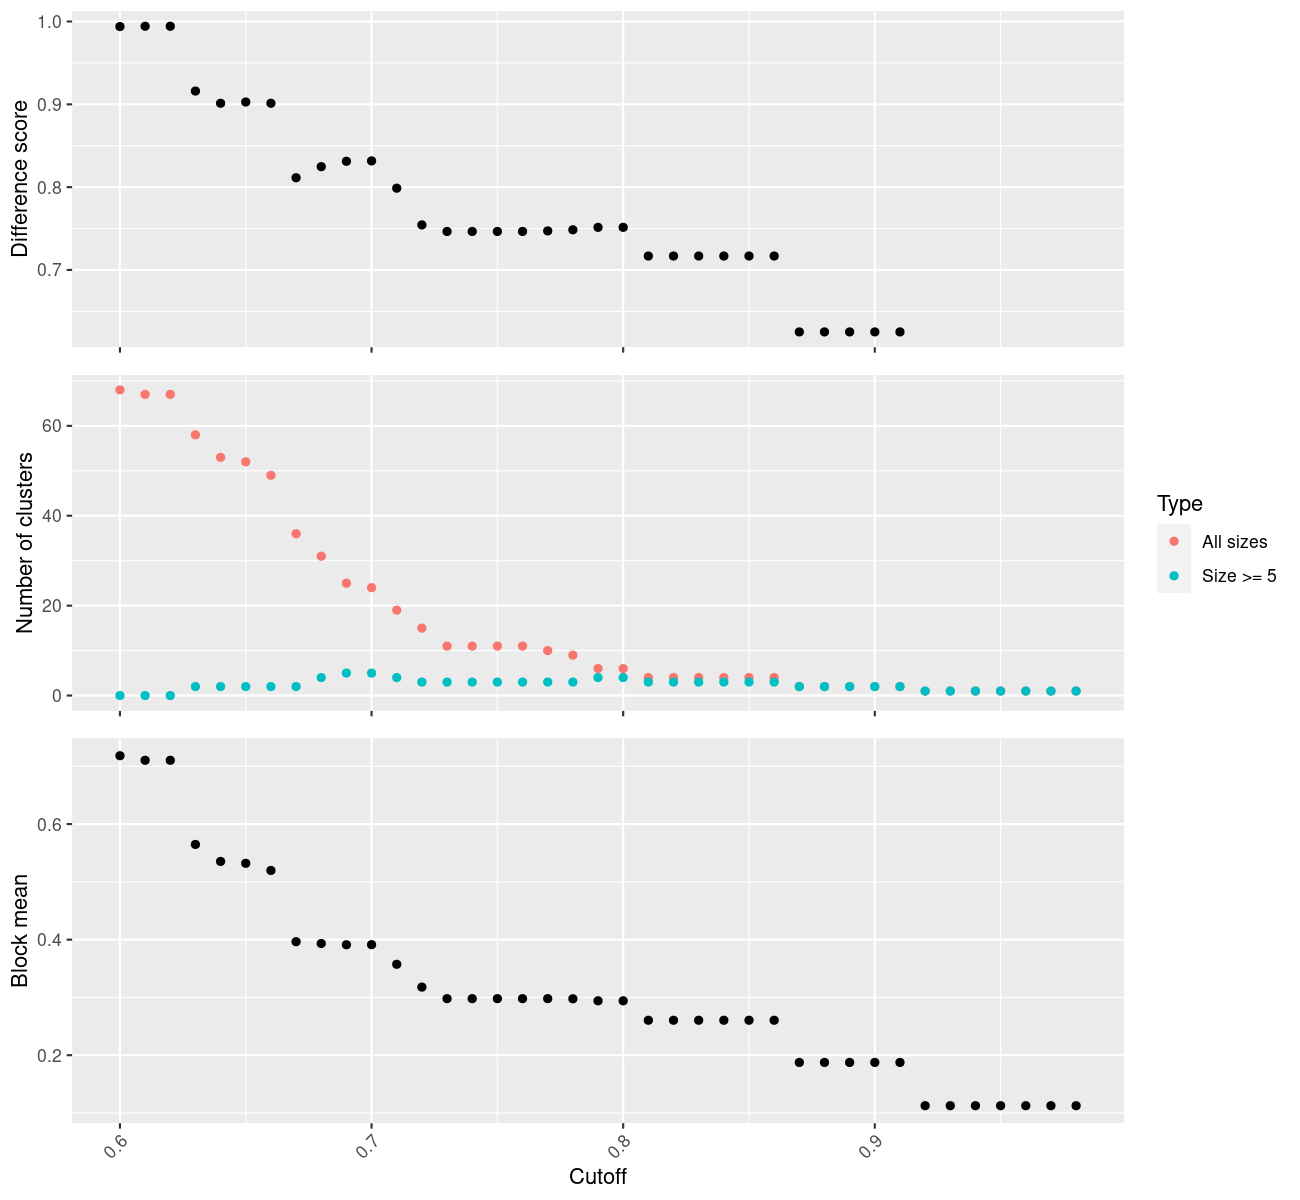 Difference score
1.0
0.9
0.8
0.7
Number of clusters
60
40
20
0
Type
All sizes
Size >= 5
Block mean
0.6
0.4
0.2
0.6
0.7
0.8
0.9
Cutoff